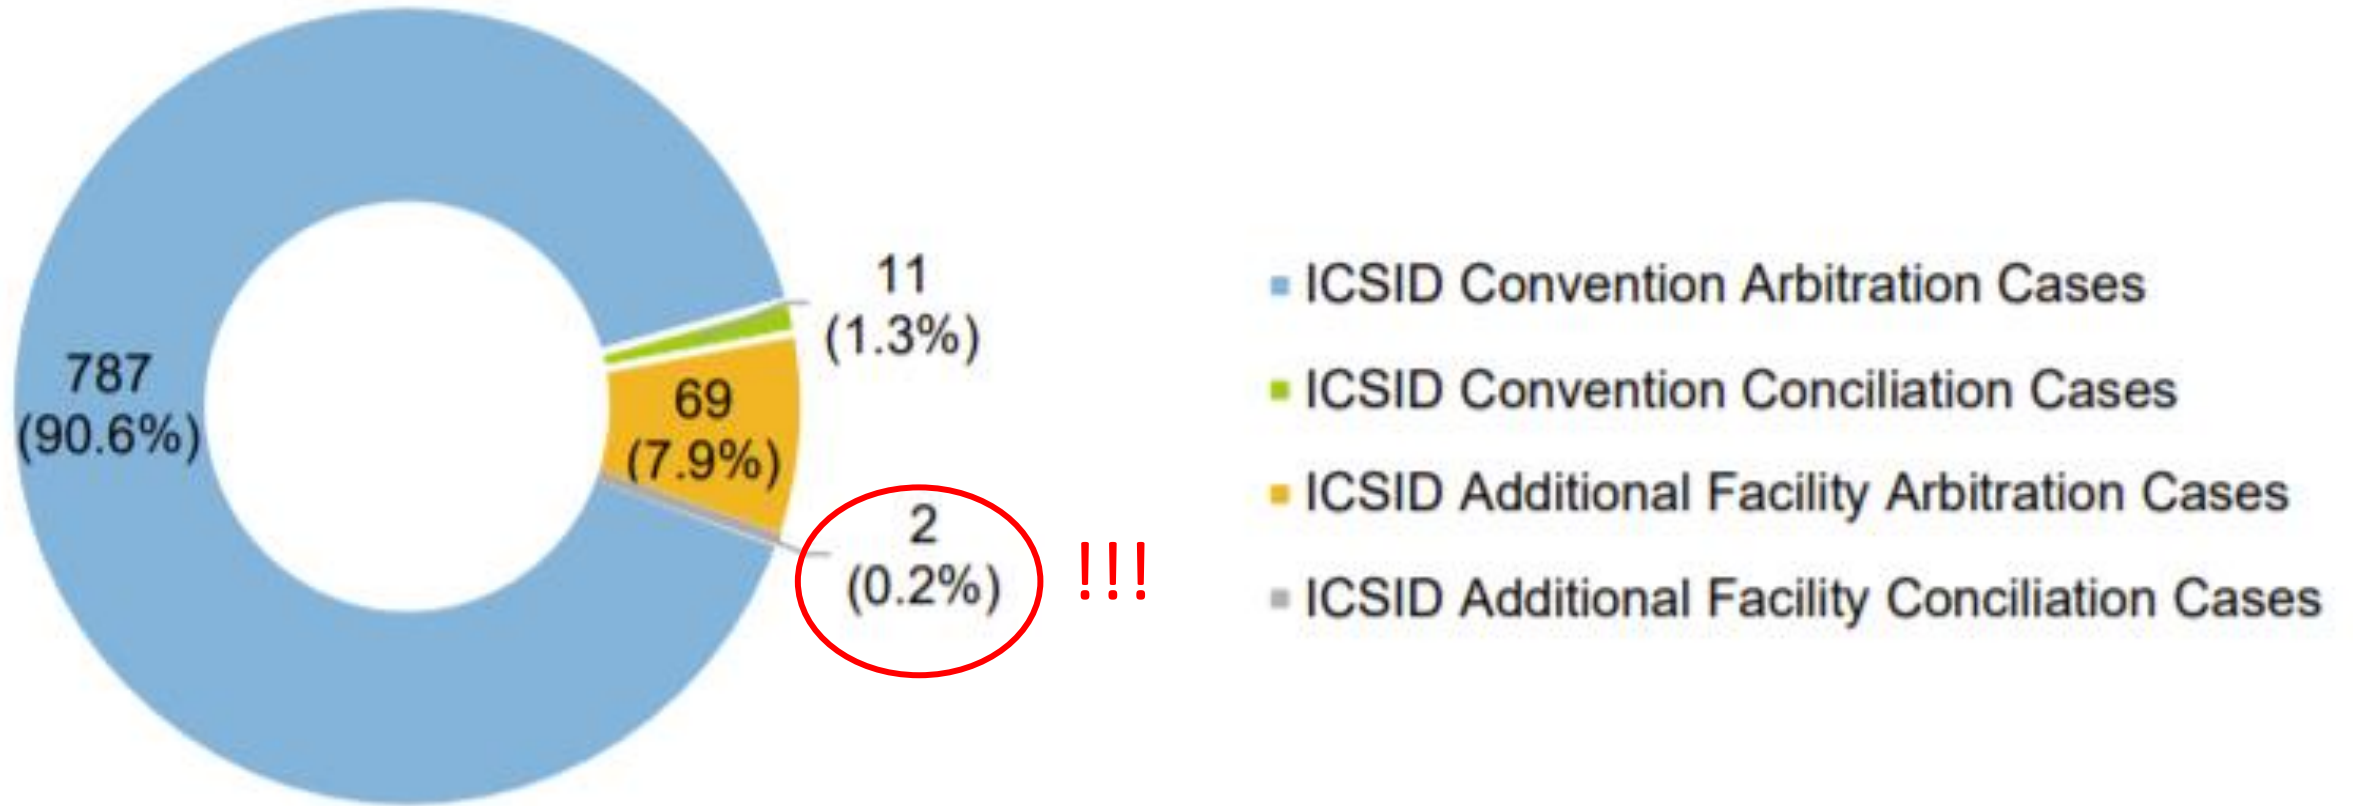 787
(90.6%)
11
(1.3%)
69
(7.9%)
2
(0.2%)
!!!
ICSID Convention Arbitration Cases
ICSID Convention Conciliation Cases
ICSID Additional Facility Arbitration Cases
ICSID Additional Facility Conciliation Cases